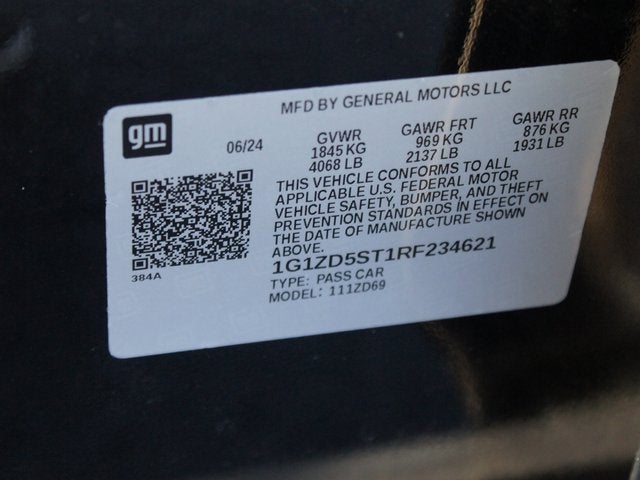 MFD BY GENERAL MOTORS LLC
gm
06/24
GVWR GAWR FRT GAWR RR
1845 KG 969 KG 876 KG
4068 LB 2137 LB 1931 LB
THIS VEHICLE CONFORMS TO ALL
APPLICABLE U.S. FEDERAL MOTOR
VEHICLE SAFETY, BUMPER, AND THEFT
PREVENTION STANDARDS IN EFFECT ON
THE DATE OF MANUFACTURE SHOWN
ABOVE.
1G1ZD5ST1RF234621
TYPE: PASS CAR
MODEL: 111ZD69
384A